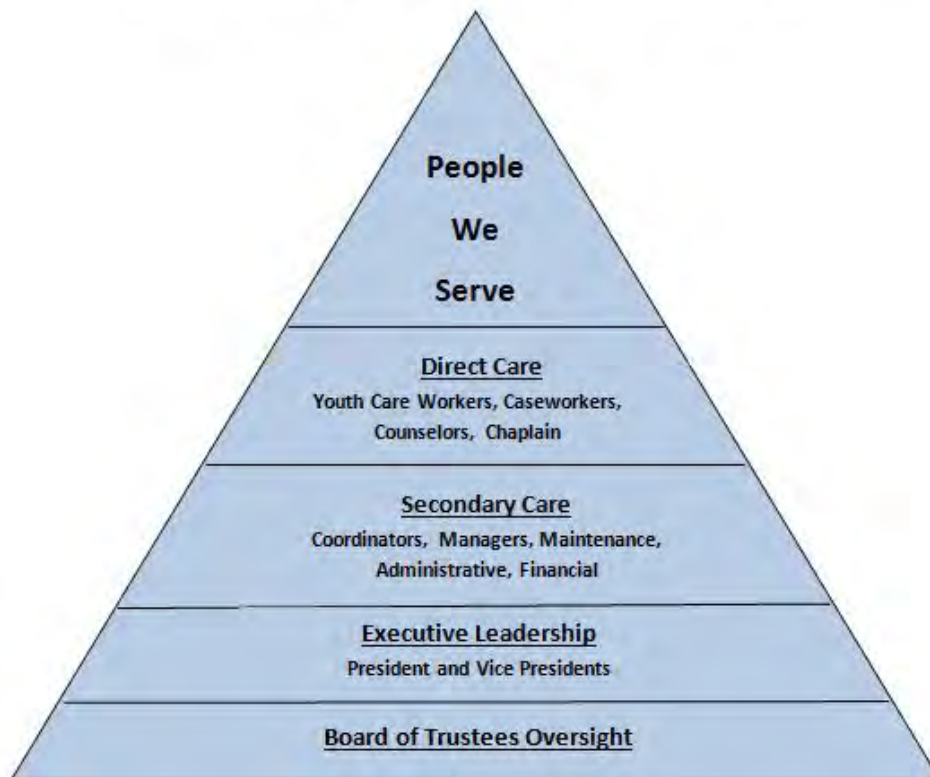 People
We
Serve
Direct Care
Youth Care Workers, Caseworkers,
Counselors, Chaplain
Secondary Care
Coordinators, Managers, Maintenance,
Administrative, Financial
Executive Leadership
President and Vice Presidents
Board of Trustees Oversight